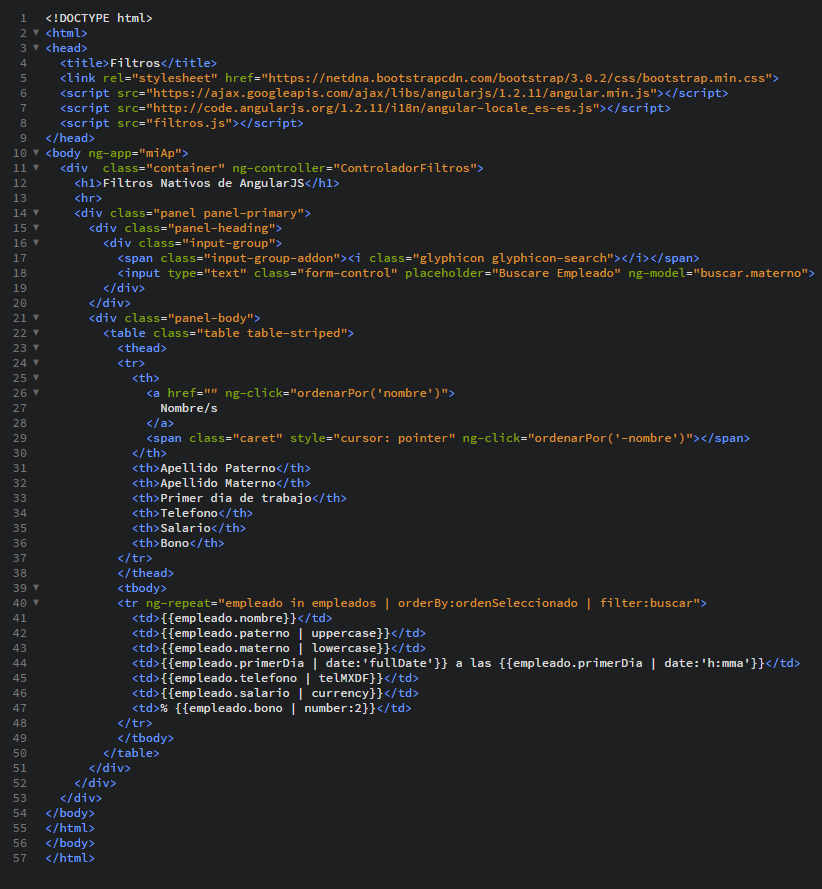 1 <!DOCTYPE html>
2 <html>
3 <head>
4 <title>Filtros</title>
5 <link rel="stylesheet" href="https://netdna.bootstrapcdn.com/bootstrap/3.0.2/css/bootstrap.min.css">
6 <script src="https://ajax.googleapis.com/ajax/libs/angularjs/1.2.11/angular.min.js"></script>
7 <script src="http://code.angularjs.org/1.2.11/i18n/angular-locale_es-es.js"></script>
8 <script src="filtros.js"></script>
9 </head>
10 <body ng-app="miAp">
11 <div  class="container" ng-controller="ControladorFiltros">
12 <h1>Filtros Nativos de AngularJS</h1>
13 <hr>
14 <div class="panel panel-primary">
15 <div class="panel-heading">
16 <div class="input-group">
17 <span class="input-group-addon"><i class="glyphicon glyphicon-search"></i></span>
18 <input type="text" class="form-control" placeholder="Buscare Empleado" ng-model="buscar.materno">
19 </div>
20 </div>
21 <div class="panel-body">
22 <table class="table table-striped">
23 <thead>
24 <tr>
25 <th>
26 <a href="" ng-click="ordenarPor('nombre')">
27 Nombre/s
28 </a>
29 <span class="caret" style="cursor: pointer" ng-click="ordenarPor('-nombre')"></span>
30 </th>
31 <th>Apellido Paterno</th>
32 <th>Apellido Materno</th>
33 <th>Primer dia de trabajo</th>
34 <th>Telefono</th>
35 <th>Salario</th>
36 <th>Bono</th>
37 </tr>
38 </thead>
39 <tbody>
40 <tr ng-repeat="empleado in empleados | orderBy:ordenSeleccionado | filter:buscar">
41 <td>{{empleado.nombre}}</td>
42 <td>{{empleado.paterno | uppercase}}</td>
43 <td>{{empleado.materno | lowercase}}</td>
44 <td>{{empleado.primerDia | date:'fullDate'}} a las {{empleado.primerDia | date:'h:mma'}}</td>
45 <td>{{empleado.telefono | telMXDF}}</td>
46 <td>{{empleado.salario | currency}}</td>
47 <td>% {{empleado.bono | number:2}}</td>
48 </tr>
49 </tbody>
50 </table>
51 </div>
52 </div>
53 </div>
54 </body>
55 </html>
56 </body>
57 </html>